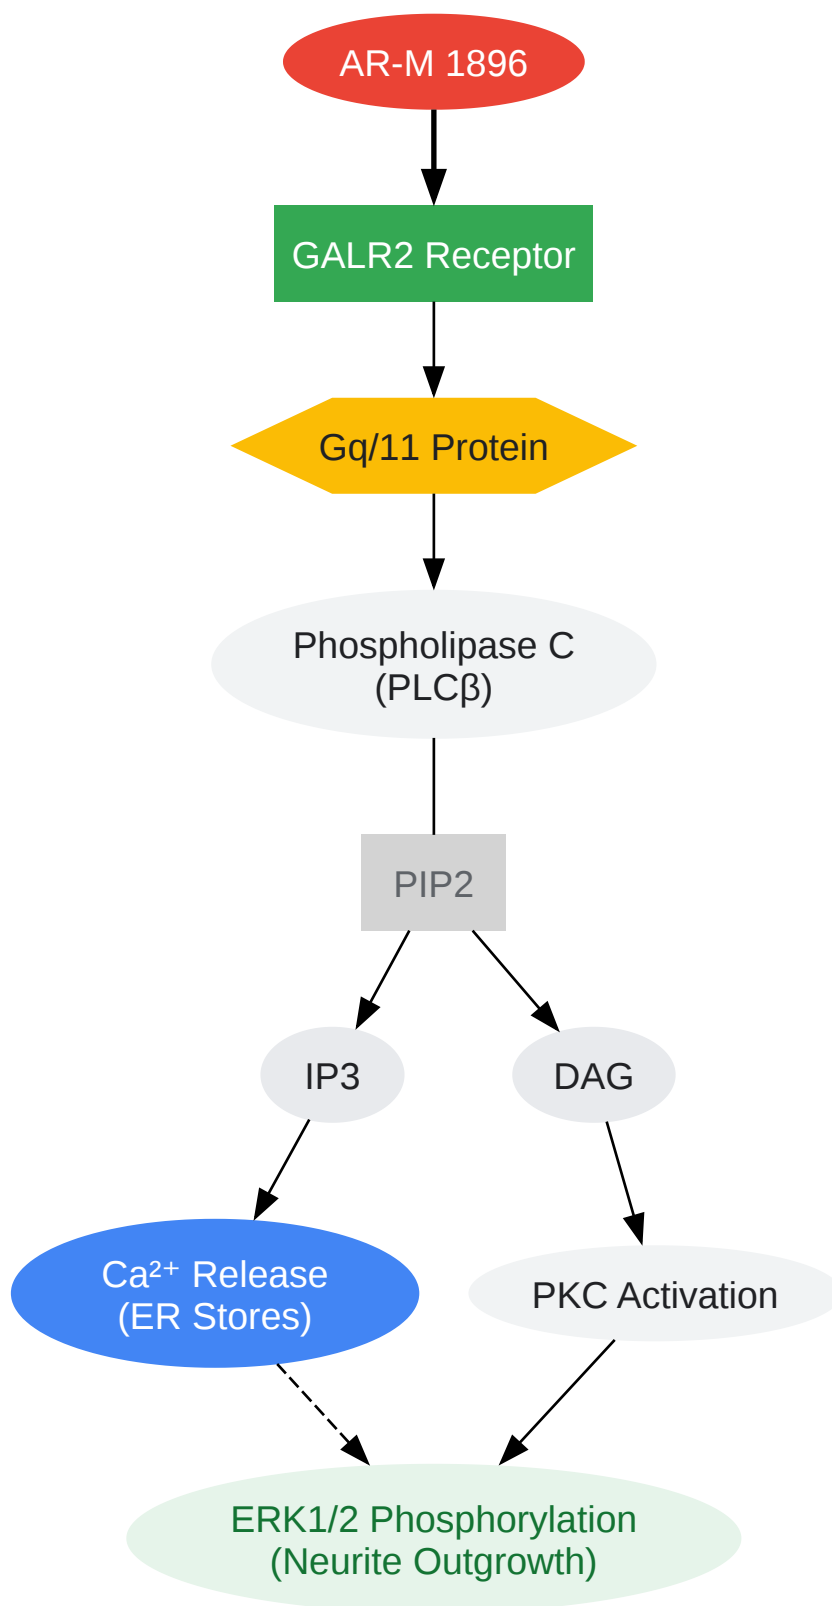 AR-M 1896
GALR2 Receptor
Gq/11 Protein
Phospholipase C
(PLCβ)
PIP2
IP3
DAG
Ca²⁺ Release
(ER Stores)
PKC Activation
ERK1/2 Phosphorylation
(Neurite Outgrowth)